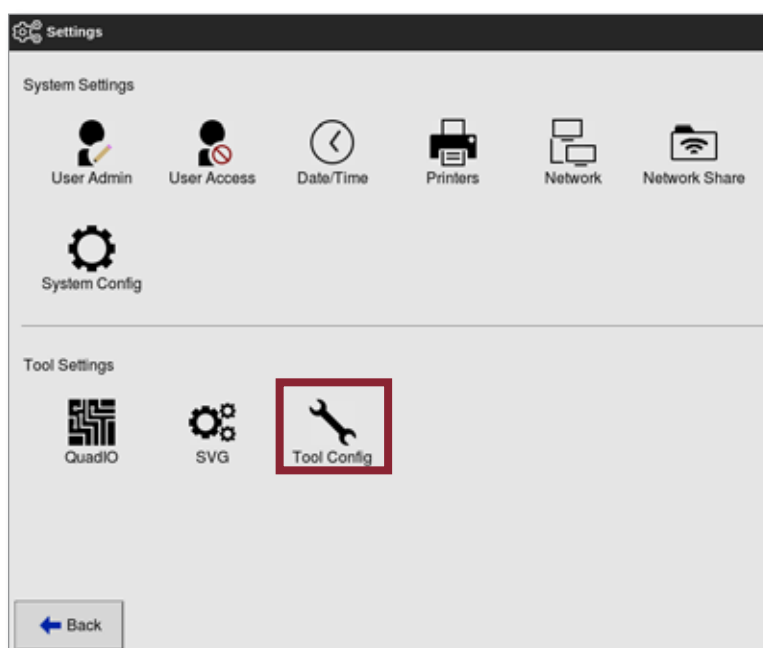 Settings
System Settings
User Admin User Access Date/Time Printers Network Network Share
System Config
Tool Settings
QuadIO SVG Tool Config
Back